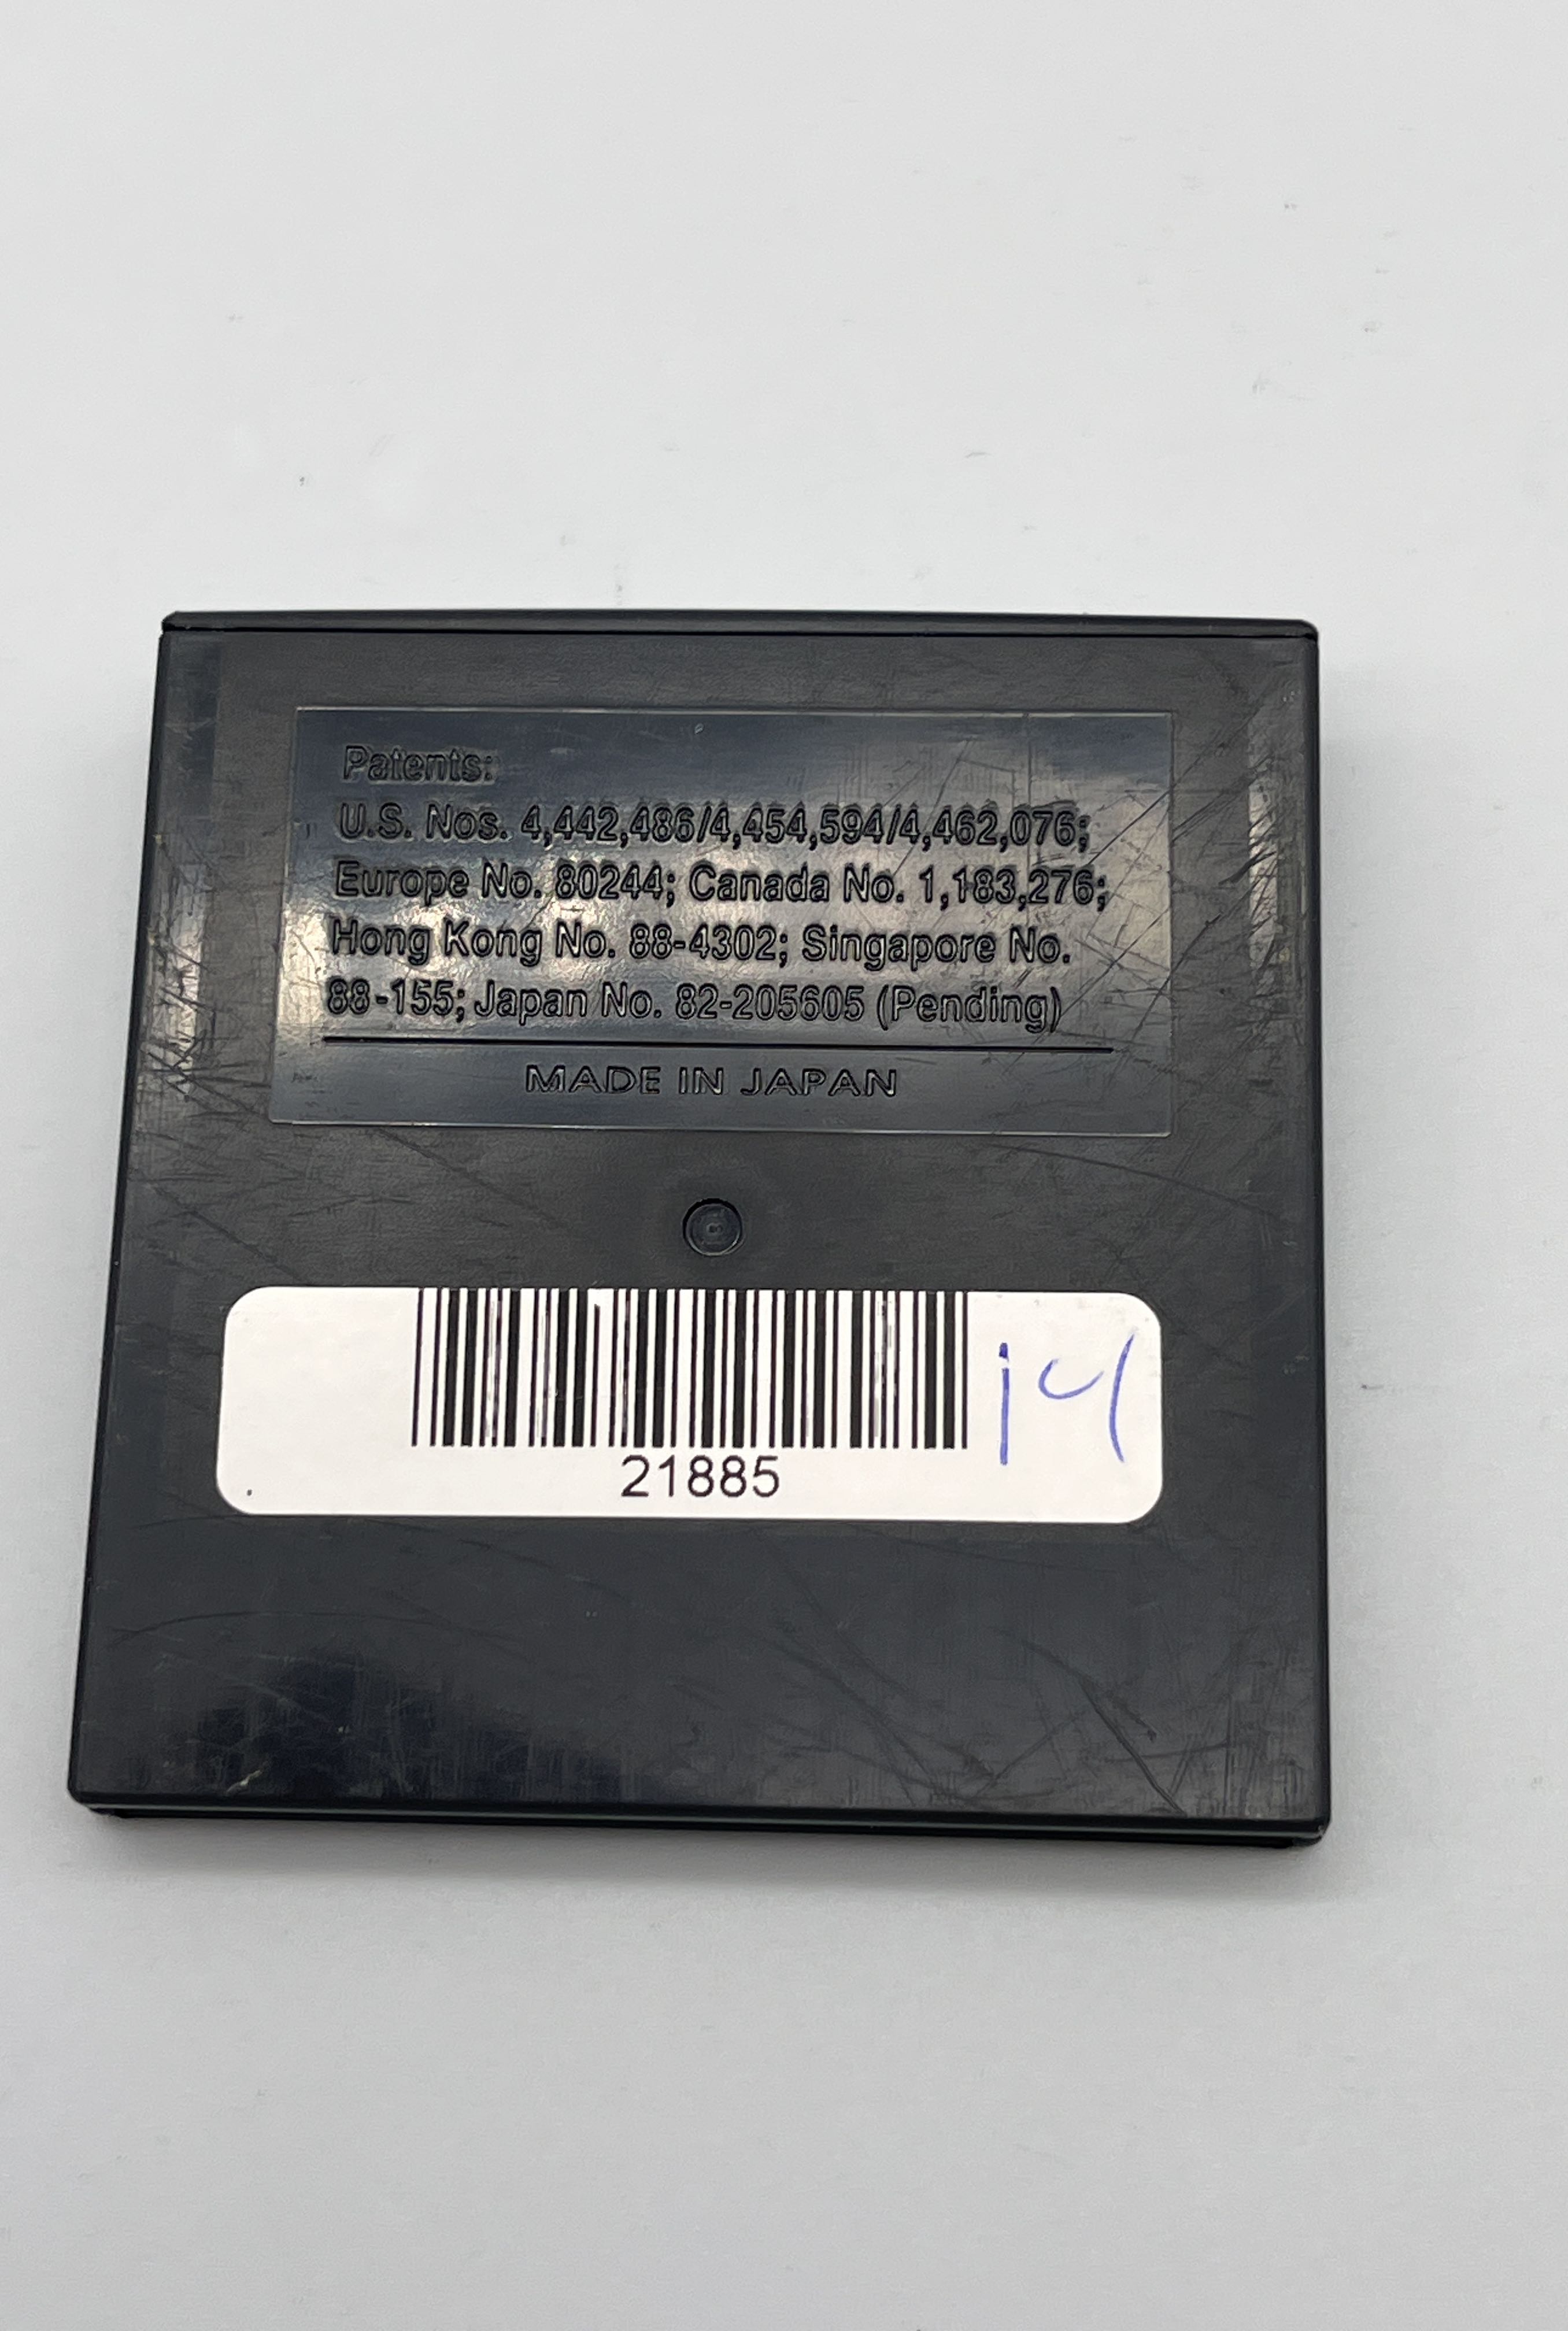 Patents:
U.S. Nos. 4,442,486/4,454,594/4,462,076;
Europe No. 80244; Canada No. 1,183,276;
Hong Kong No. 88-4302; Singapore No.
88-155; Japan No. 82-205605 (Pending)
MADE IN JAPAN
14
21885